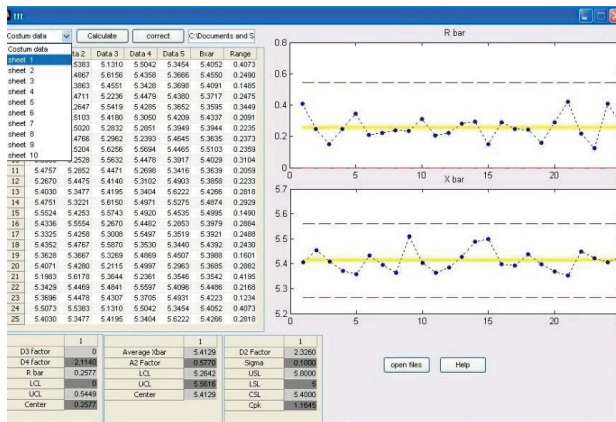 ttt
Costum data Calculate correct C:\Documents and S
Costum data
sheet 1
sheet 2
sheet 3
sheet 4
sheet 5
sheet 6
sheet 7
sheet 8
sheet 9
sheet 10
ta 2 Data 3 Data 4 Data 5 Bxar Range
.5383 5.1310 5.5042 5.3454 5.4052 0.4073
.4867 5.6156 5.4358 5.3666 5.4550 0.2490
.3863 5.4551 5.3428 5.3698 5.4091 0.1485
.4711 5.2236 5.4479 5.4380 5.3717 0.2475
.2647 5.5419 5.4285 5.3652 5.3595 0.3449
.5103 5.4180 5.3050 5.4209 5.4337 0.2091
.5020 5.2832 5.2851 5.3949 5.3944 0.2235
.4766 5.2962 5.2393 5.4645 5.3635 0.2373
.5204 5.6256 5.5694 5.4465 5.5103 0.2359
.2528 5.5632 5.4478 5.3917 5.4029 0.3104
11 5.4757 5.2852 5.4471 5.2698 5.3416 5.3639 0.2059
12 5.2670 5.4475 5.4140 5.3102 5.4903 5.3858 0.2233
13 5.4030 5.3477 5.4195 5.3404 5.6222 5.4266 0.2818
14 5.4751 5.3221 5.6150 5.4971 5.5275 5.4874 0.2929
15 5.5524 5.4253 5.5743 5.4920 5.4535 5.4995 0.1490
16 5.4336 5.5554 5.2670 5.4482 5.2853 5.3979 0.2884
17 5.3325 5.4258 5.3008 5.5497 5.3519 5.3921 0.2488
18 5.4352 5.4767 5.5870 5.3530 5.3440 5.4392 0.2430
19 5.3628 5.3667 5.3269 5.4869 5.4507 5.3988 0.1601
20 5.4071 5.4280 5.2115 5.4997 5.2963 5.3685 0.2882
21 5.1983 5.6178 5.3644 5.2361 5.3546 5.3542 0.4195
22 5.3429 5.4469 5.4841 5.5597 5.4096 5.4486 0.2168
23 5.3696 5.4478 5.4307 5.3705 5.4931 5.4223 0.1234
24 5.5073 5.5383 5.1310 5.5042 5.3454 5.4052 0.4073
25 5.4030 5.3477 5.4195 5.3404 5.6222 5.4266 0.2818
R bar
0.8
0.6
0.4
0.2
0
0 5 10 15 20
X bar
5.7
5.6
5.5
5.4
5.3
5.2
0 5 10 15 20
1
D3 factor 0
D4 factor 2.1140
R bar 0.2577
LCL 0
UCL 0.5449
Center 0.2577
1
Average Xbar 5.4129
A2 Factor 0.5770
LCL 5.2642
UCL 5.5616
Center 5.4129
1
D2 Factor 2.3260
Sigma 0.1000
USL 5.8000
LSL 5
CSL 5.4000
Cpk 1.1645
open files Help